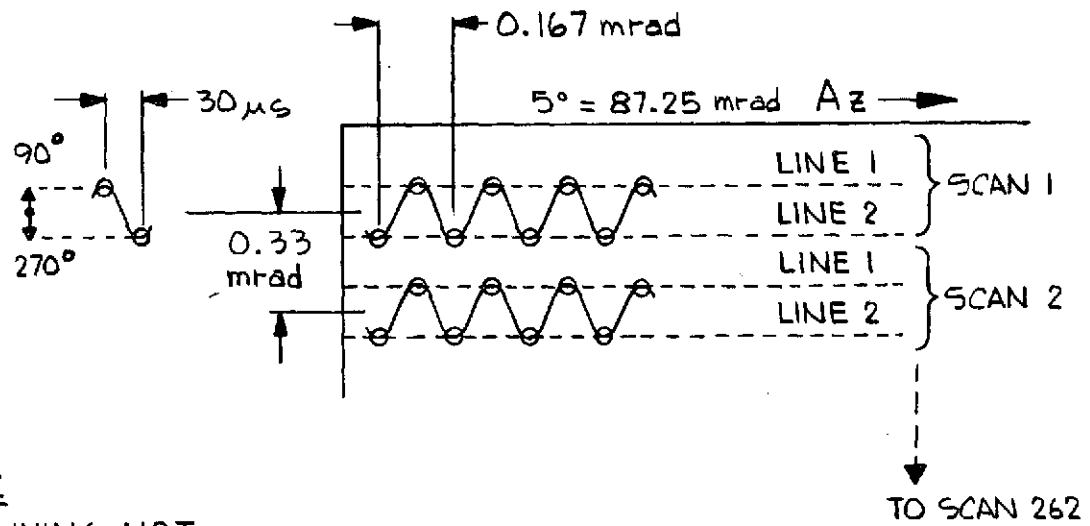 0.167 mrad
30 μs
5° = 87.25 mrad Az
90°
LINE 1
SCAN 1
LINE 2
270°
0.33
mrad
LINE 1
SCAN 2
LINE 2
TO SCAN 262